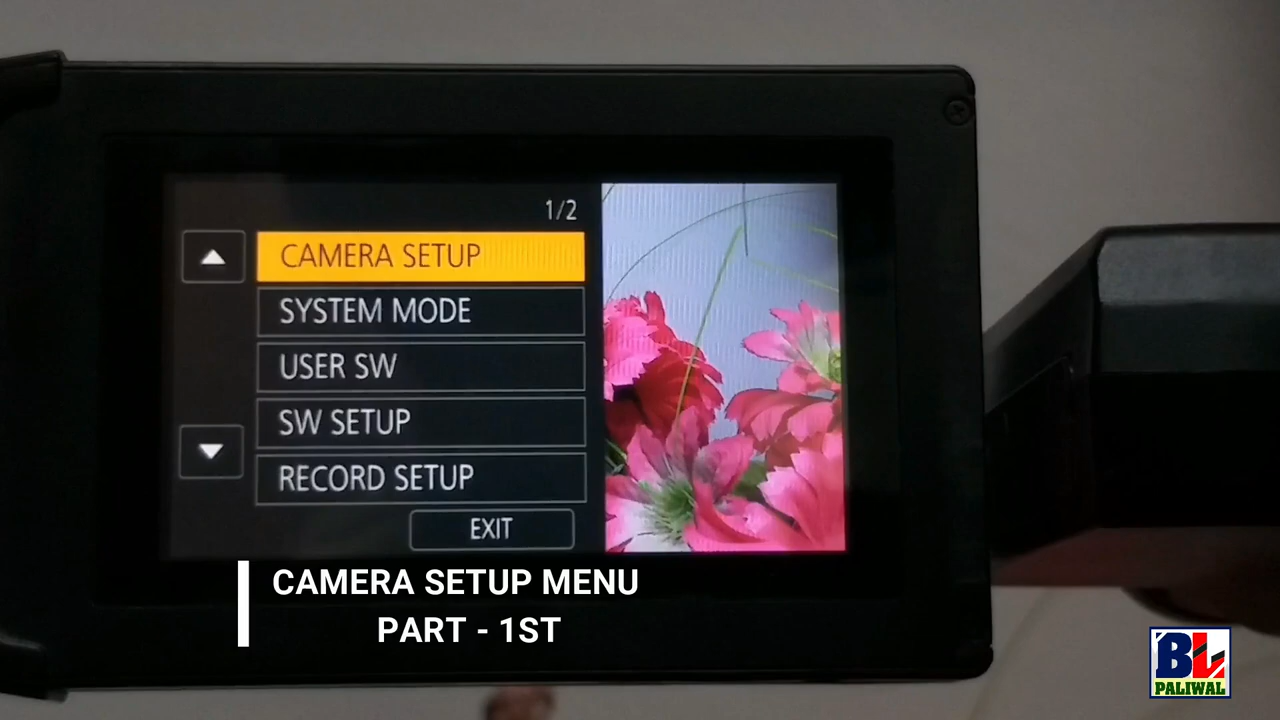 1/2
CAMERA SETUP
SYSTEM MODE
USER SW
SW SETUP
RECORD SETUP
EXIT
CAMERA SETUP MENU
PART - 1ST
BL
PALIWAL